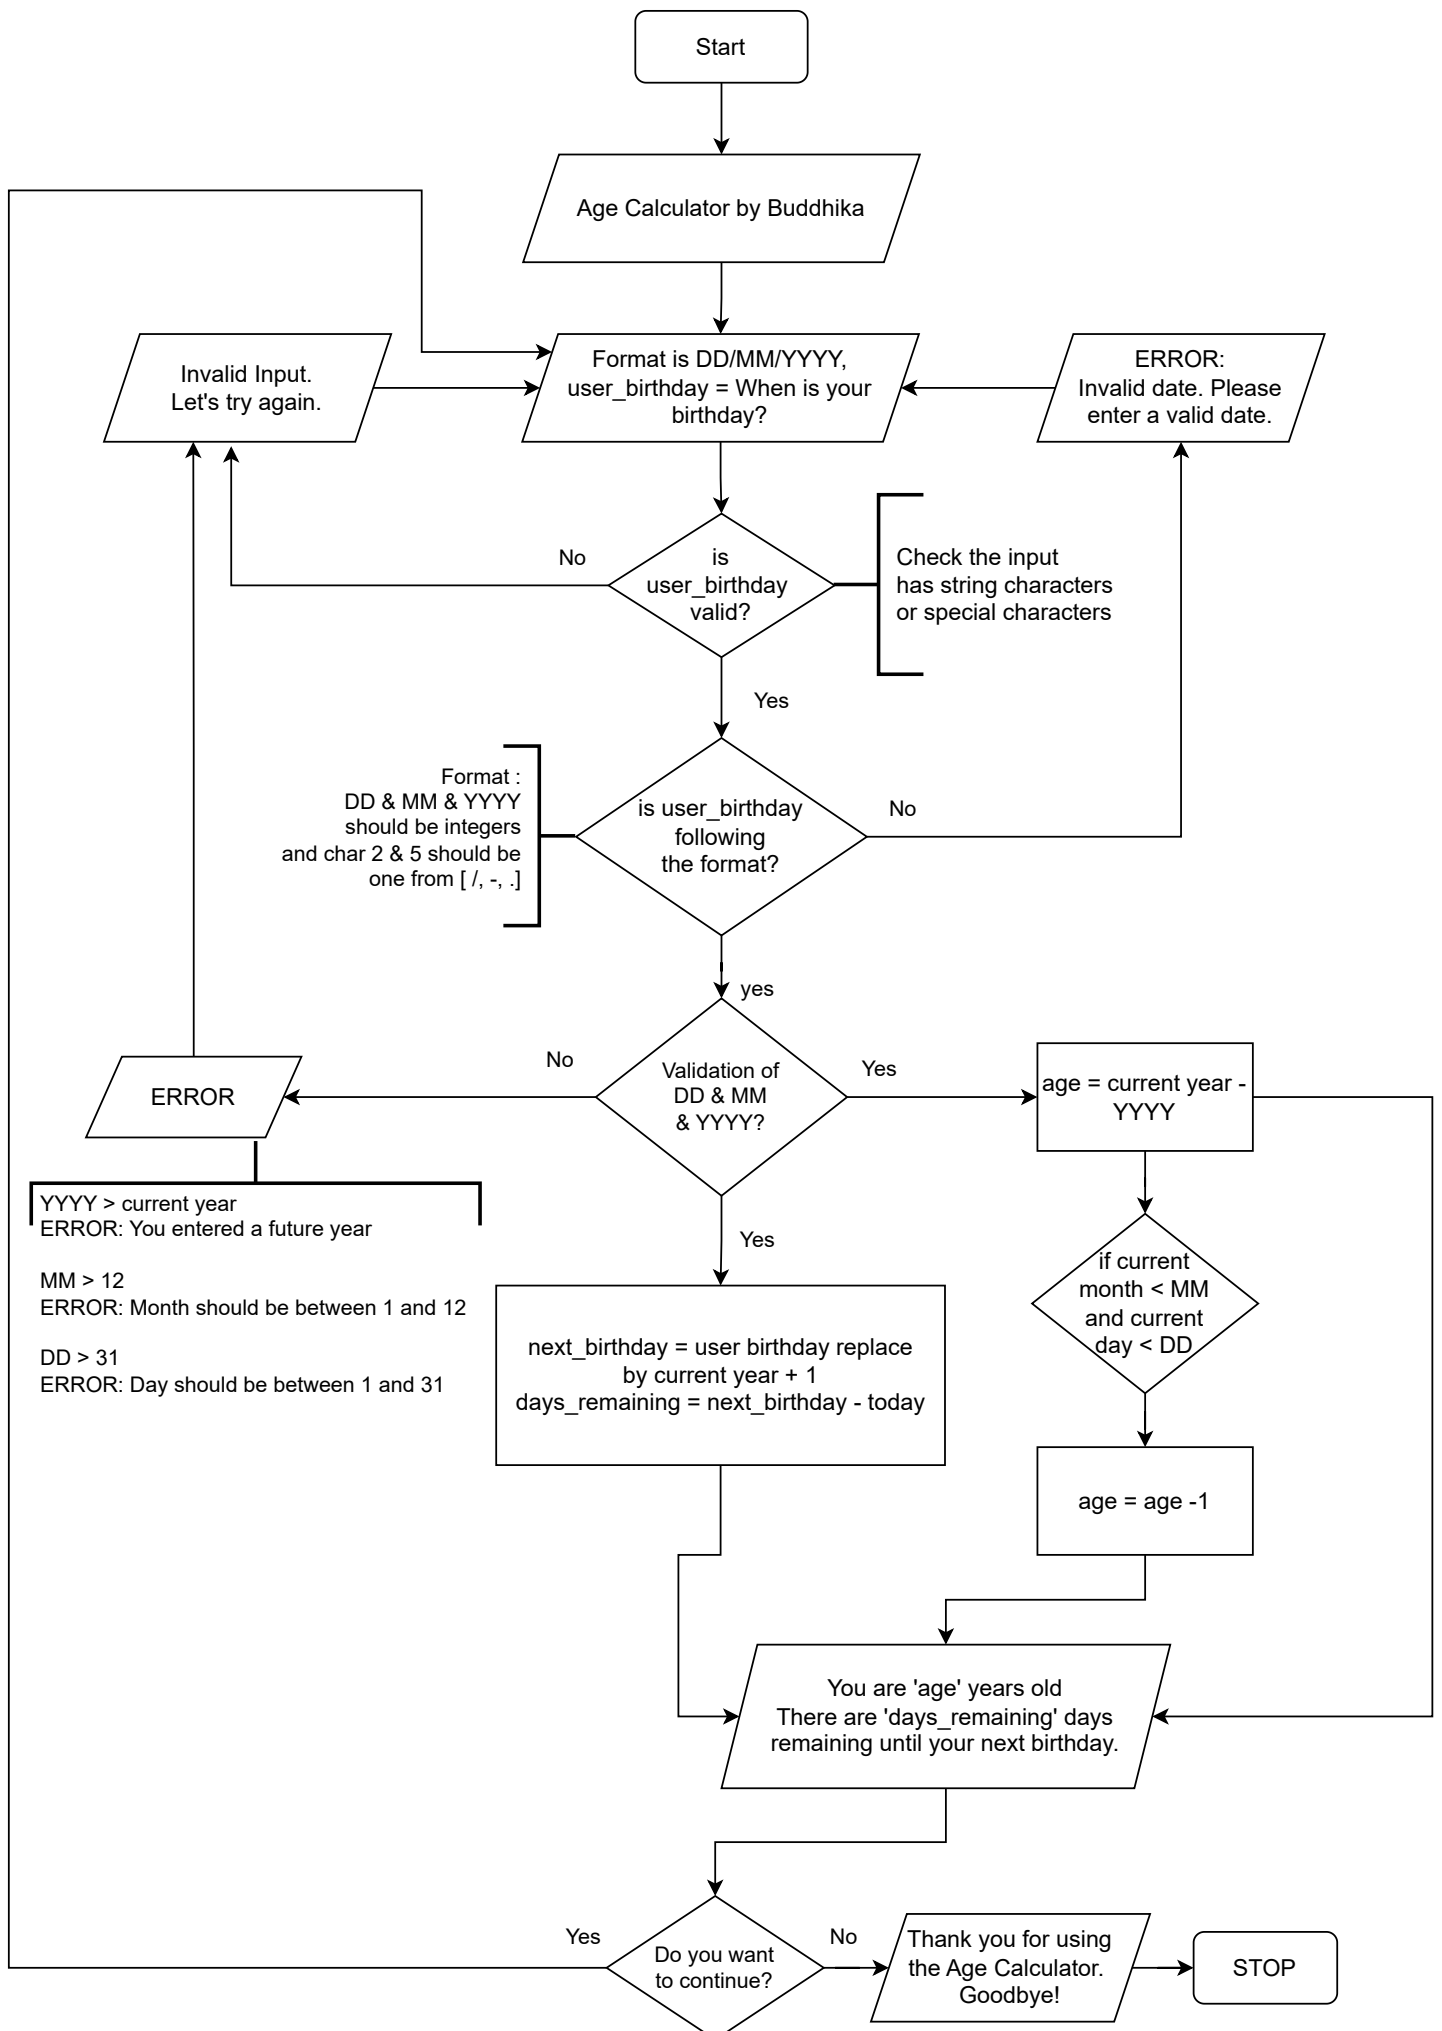 Start
Age Calculator by Buddhika
Invalid Input.
Let's try again.
Format is DD/MM/YYYY,
user_birthday = When is your
birthday?
ERROR:
Invalid date. Please
enter a valid date.
No
is
user_birthday
valid?
Check the input
has string characters
or special characters
Yes
Format :
DD & MM & YYYY
should be integers
and char 2 & 5 should be
one from [ /, -, .]
is user_birthday
following
the format?
No
yes
ERROR
No
Validation of
DD & MM
& YYYY?
Yes
age = current year -
YYYY
YYYY > current year
ERROR: You entered a future year
MM > 12
ERROR: Month should be between 1 and 12
DD > 31
ERROR: Day should be between 1 and 31
Yes
if current
month < MM
and current
day < DD
next_birthday = user birthday replace
by current year + 1
days_remaining = next_birthday - today
age = age -1
You are 'age' years old
There are 'days_remaining' days
remaining until your next birthday.
Yes
Do you want
to continue?
No
Thank you for using
the Age Calculator.
Goodbye!
STOP